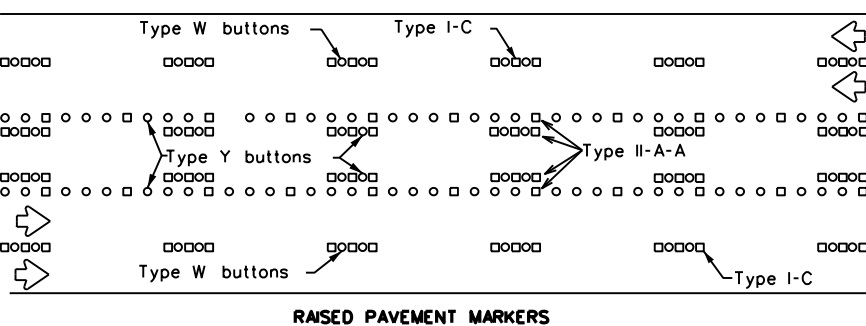 Type W buttons
Type I-C
Type Y buttons
Type II-A-A
Type W buttons
Type I-C
RAISED PAVEMENT MARKERS